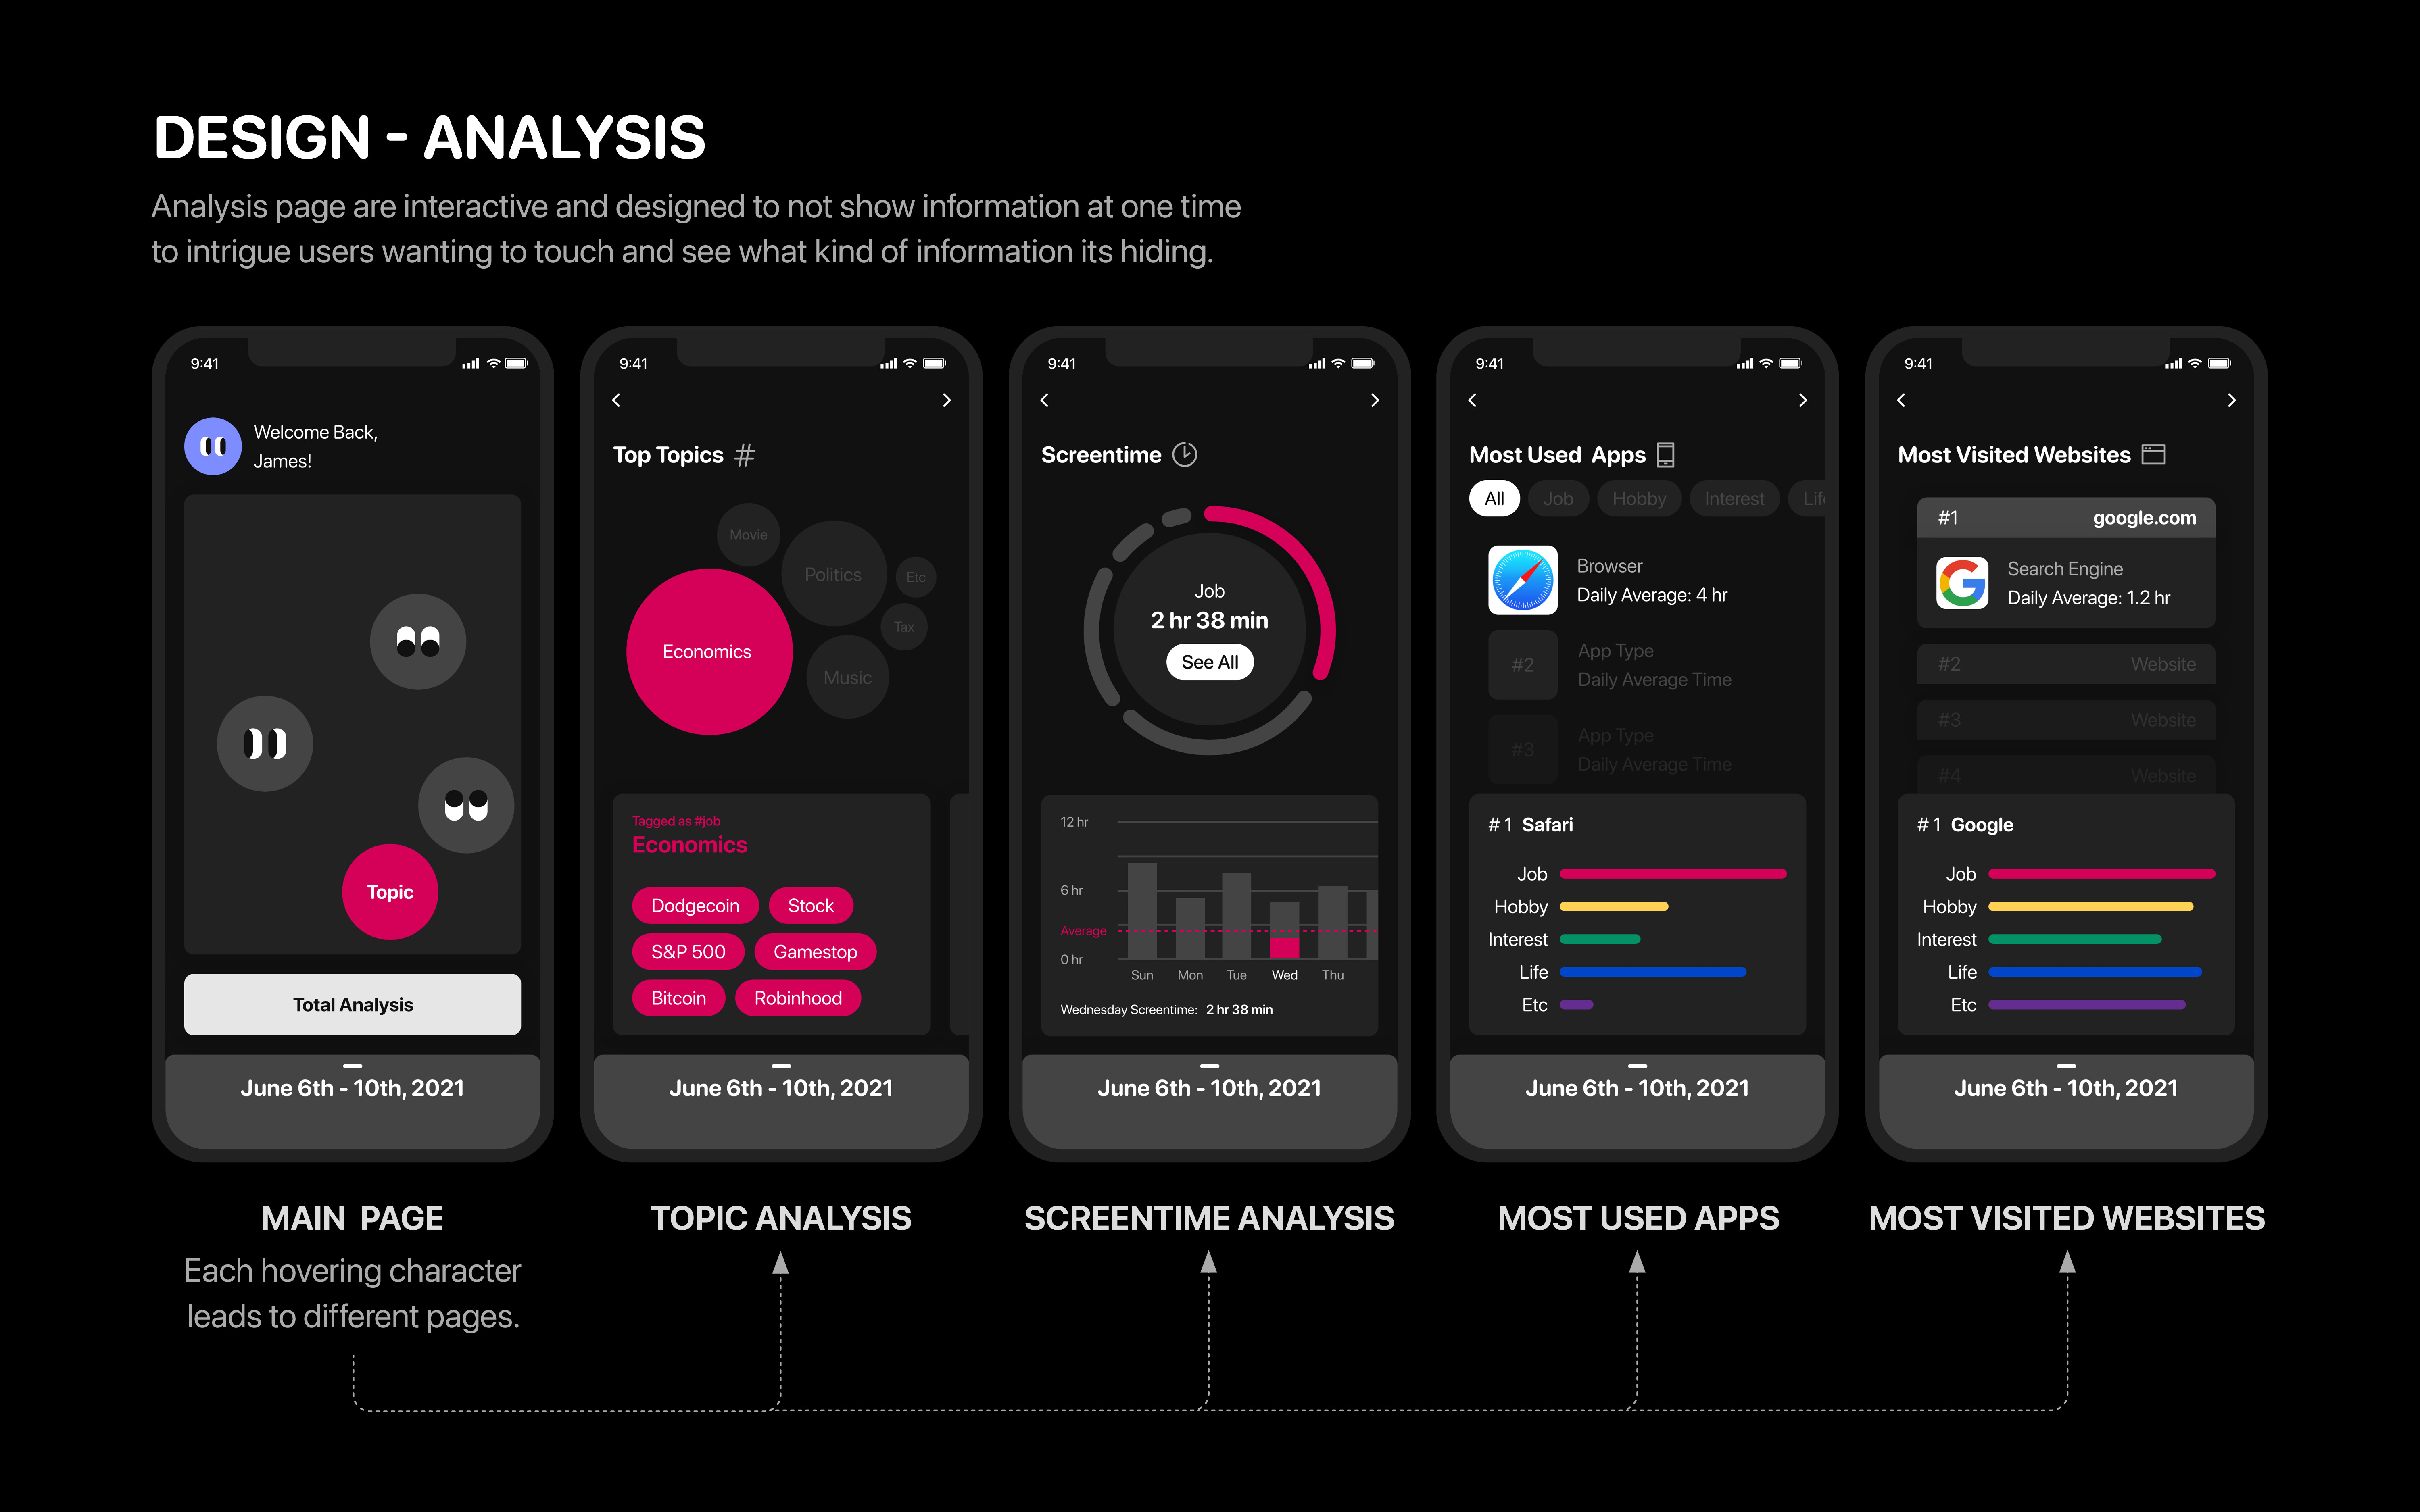 DESIGN - ANALYSIS
Analysis page are interactive and designed to not show information at one time
to intrigue users wanting to touch and see what kind of information its hiding.
9:41
Welcome Back,
James!
Topic
Total Analysis
June 6th - 10th, 2021
MAIN PAGE
Each hovering character
leads to different pages.
9:41
Top Topics #
Movie
Politics
Etc
Tax
Economics
Music
Tagged as #job
Economics
Dodgecoin Stock
S&P 500 Gamestop
Bitcoin Robinhood
June 6th - 10th, 2021
TOPIC ANALYSIS
9:41
Screentime
Job
2 hr 38 min
See All
12 hr
6 hr
Average
0 hr
Sun Mon Tue Wed Thu
Wednesday Screentime: 2 hr 38 min
June 6th - 10th, 2021
SCREENTIME ANALYSIS
9:41
Most Used Apps
All Job Hobby Interest Life
Browser
Daily Average: 4 hr
#2
App Type
Daily Average Time
#3
App Type
Daily Average Time
#1 Safari
Job
Hobby
Interest
Life
Etc
June 6th - 10th, 2021
MOST USED APPS
9:41
Most Visited Websites
#1 google.com
Search Engine
Daily Average: 1.2 hr
#2 Website
#3 Website
#4 Website
#1 Google
Job
Hobby
Interest
Life
Etc
June 6th - 10th, 2021
MOST VISITED WEBSITES